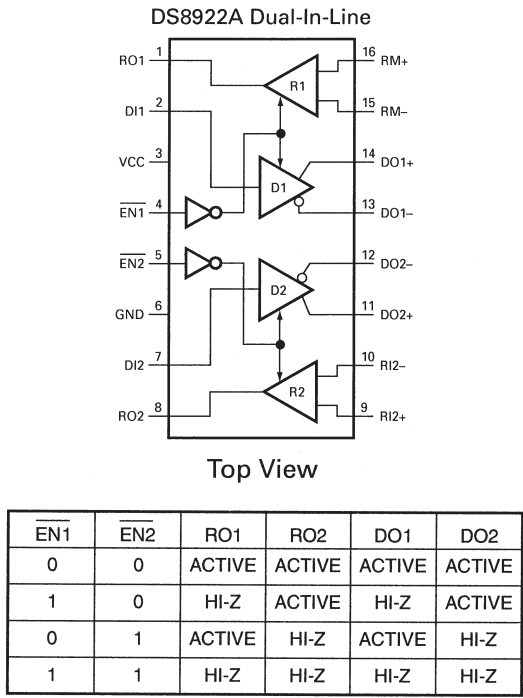 DS8922A Dual-In-Line
RO1 1
16 RM+
R1
DI1 2
15 RM–
VCC 3
14 DO1+
D1
EN1 4
13 DO1–
EN2 5
12 DO2–
D2
GND 6
11 DO2+
DI2 7
10 RI2–
R2
RO2 8
9 RI2+
Top View
EN1 EN2 RO1 RO2 DO1 DO2
0 0 ACTIVE ACTIVE ACTIVE ACTIVE
1 0 HI-Z ACTIVE HI-Z ACTIVE
0 1 ACTIVE HI-Z ACTIVE HI-Z
1 1 HI-Z HI-Z HI-Z HI-Z